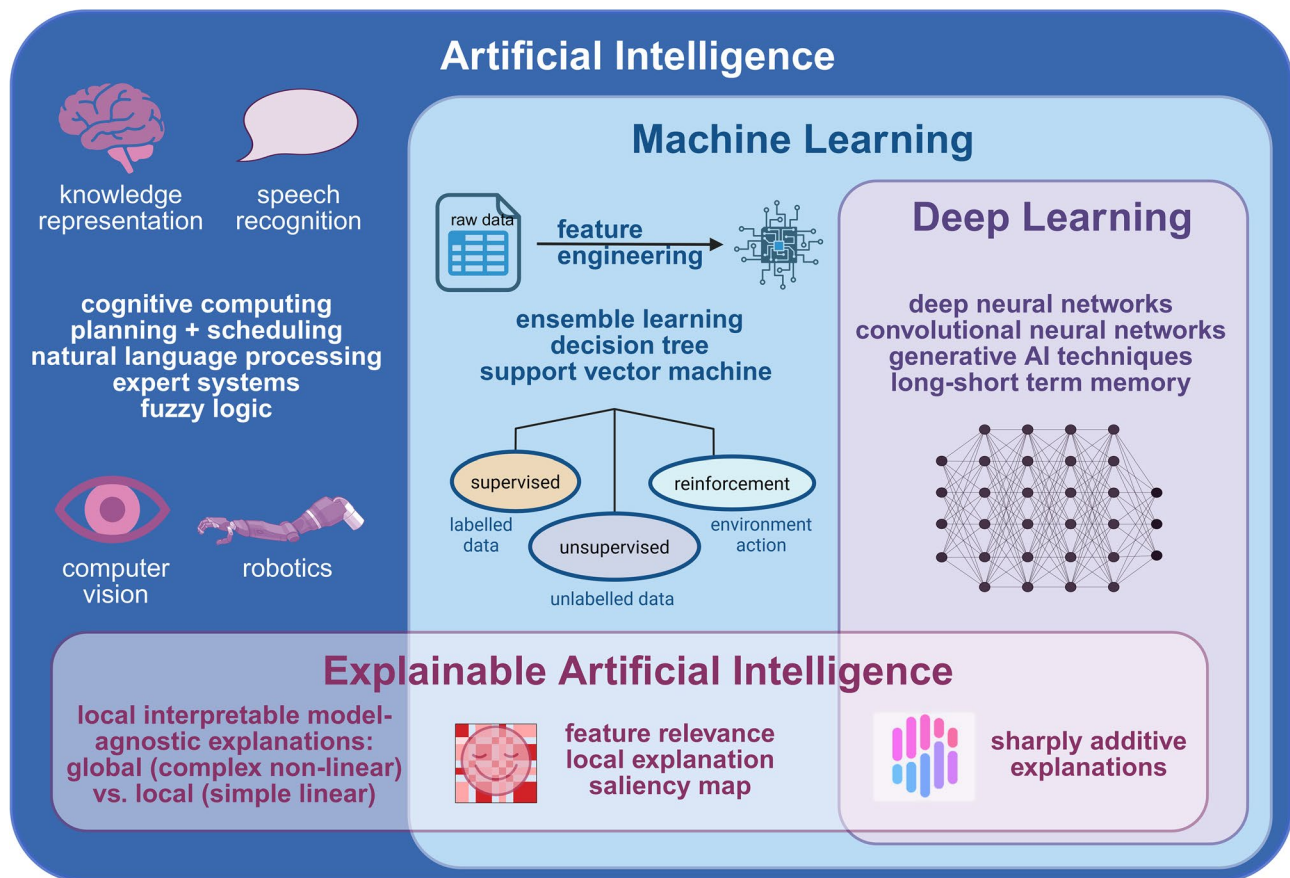 Artificial Intelligence
knowledge
representation
speech
recognition
cognitive computing
planning + scheduling
natural language processing
expert systems
fuzzy logic
computer
vision
robotics
Machine Learning
raw data
feature
engineering
ensemble learning
decision tree
support vector machine
supervised
labelled
data
unsupervised
unlabelled data
reinforcement
environment
action
Deep Learning
deep neural networks
convolutional neural networks
generative AI techniques
long-short term memory
Explainable Artificial Intelligence
local interpretable model-
agnostic explanations:
global (complex non-linear)
vs. local (simple linear)
feature relevance
local explanation
saliency map
sharply additive
explanations